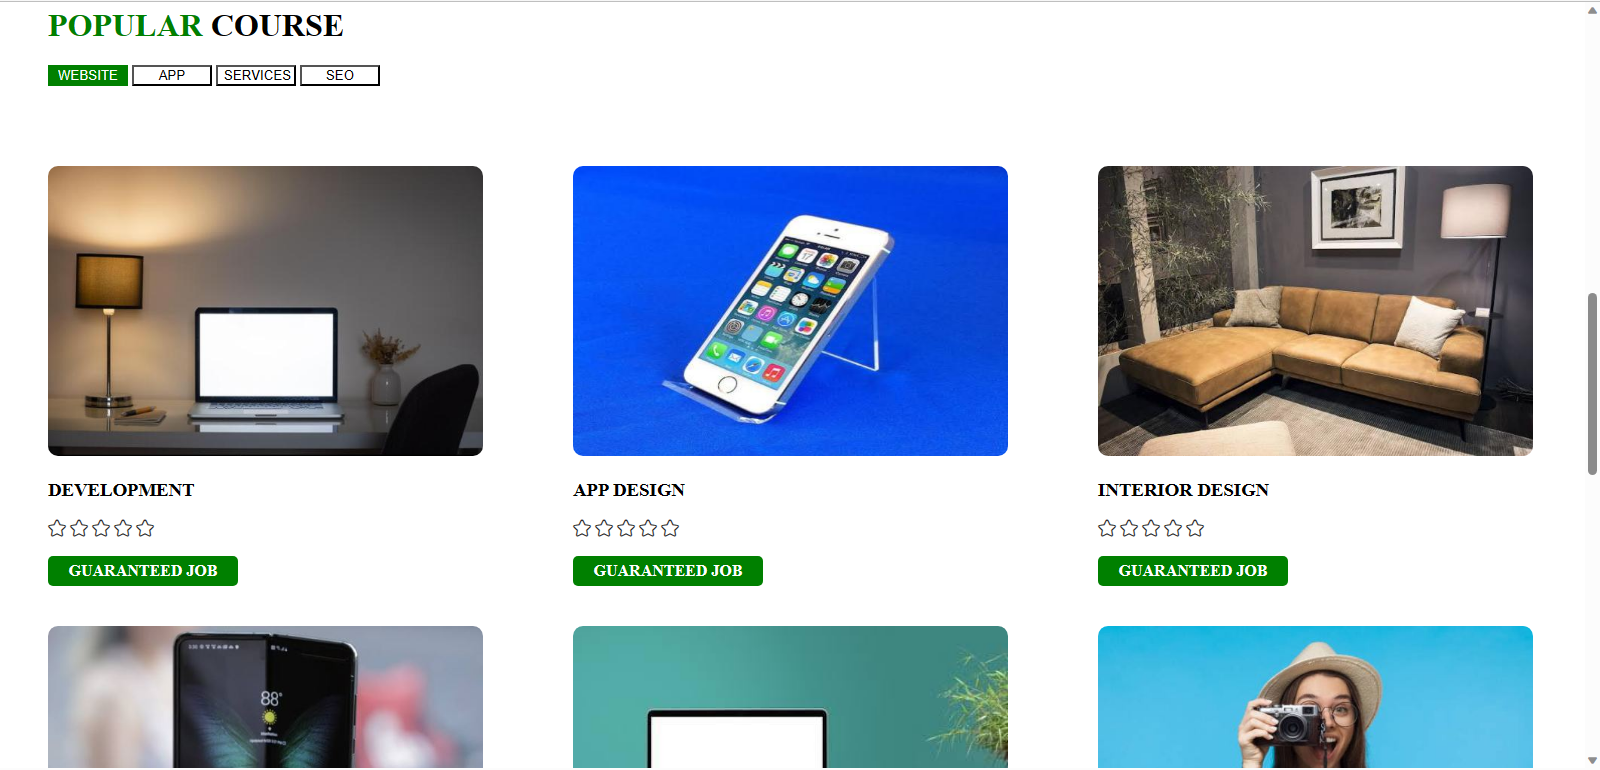 POPULAR COURSE
WEBSITE APP SERVICES SEO
DEVELOPMENT APP DESIGN INTERIOR DESIGN
GUARANTEED JOB GUARANTEED JOB GUARANTEED JOB
88°